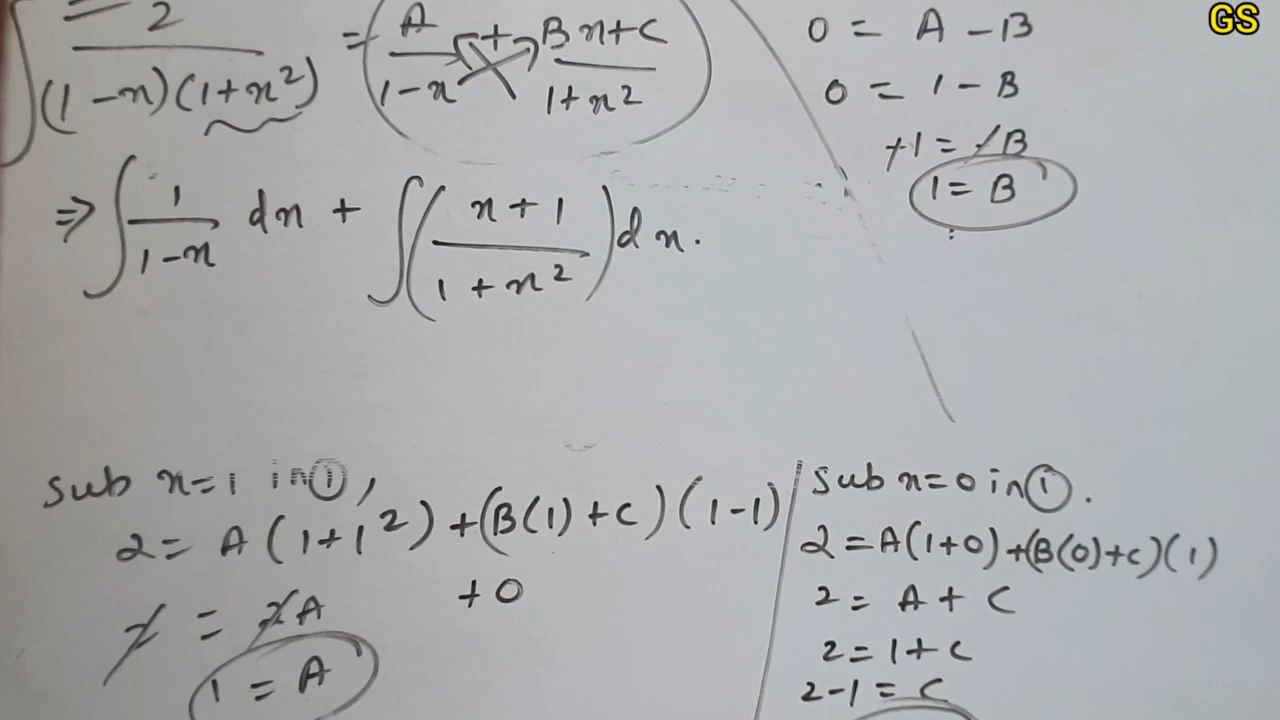 ∫ 2 / (1-x)(1+x²) = ( A / 1-x + Bx+C / 1+x² )
⇒ ∫ 1 / 1-x dx + ∫ ( x+1 / 1+x² ) dx.
0 = A - B
0 = 1 - B
+1 = +B
1 = B
GS
sub x=1 in ①,
2 = A(1+1²) + (B(1)+C)(1-1)
+0
2 = 2A
1 = A
sub x=0 in ①.
2 = A(1+0) + (B(0)+C)(1)
2 = A + C
2 = 1+C
2-1 = C